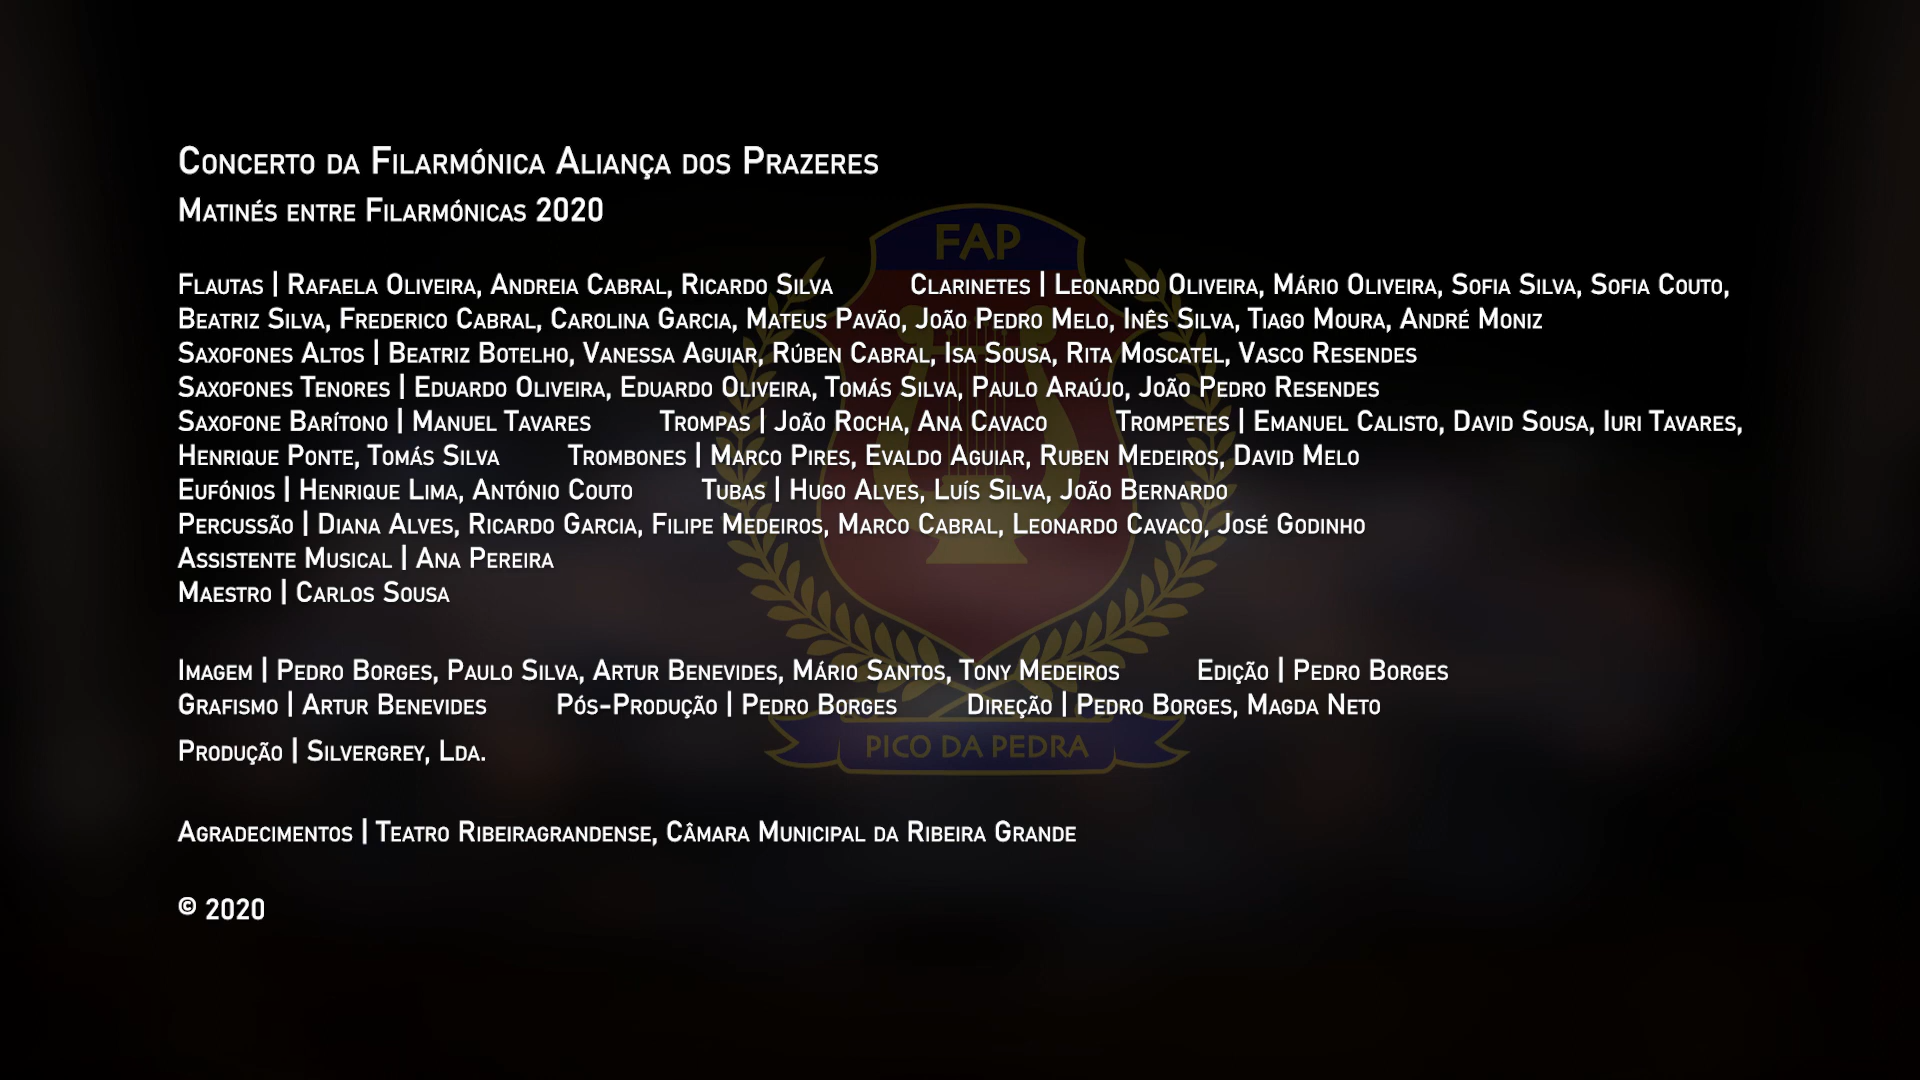 Concerto da Filarmónica Aliança dos Prazeres
Matinés entre Filarmónicas 2020
FAP
Flautas | Rafaela Oliveira, Andreia Cabral, Ricardo Silva Clarinetes | Leonardo Oliveira, Mário Oliveira, Sofia Silva, Sofia Couto,
Beatriz Silva, Frederico Cabral, Carolina Garcia, Mateus Pavão, João Pedro Melo, Inês Silva, Tiago Moura, André Moniz
Saxofones Altos | Beatriz Botelho, Vanessa Aguiar, Rúben Cabral, Isa Sousa, Rita Moscatel, Vasco Resendes
Saxofones Tenores | Eduardo Oliveira, Eduardo Oliveira, Tomás Silva, Paulo Araújo, João Pedro Resendes
Saxofone Barítono | Manuel Tavares Trompas | João Rocha, Ana Cavaco Trompetes | Emanuel Calisto, David Sousa, Iuri Tavares,
Henrique Ponte, Tomás Silva Trombones | Marco Pires, Evaldo Aguiar, Ruben Medeiros, David Melo
Eufónios | Henrique Lima, António Couto Tubas | Hugo Alves, Luís Silva, João Bernardo
Percussão | Diana Alves, Ricardo Garcia, Filipe Medeiros, Marco Cabral, Leonardo Cavaco, José Godinho
Assistente Musical | Ana Pereira
Maestro | Carlos Sousa
Imagem | Pedro Borges, Paulo Silva, Artur Benevides, Mário Santos, Tony Medeiros Edição | Pedro Borges
Grafismo | Artur Benevides Pós-Produção | Pedro Borges Direção | Pedro Borges, Magda Neto
Produção | Silvergrey, Lda.
PICO DA PEDRA
Agradecimentos | Teatro Ribeiragrandense, Câmara Municipal da Ribeira Grande
© 2020